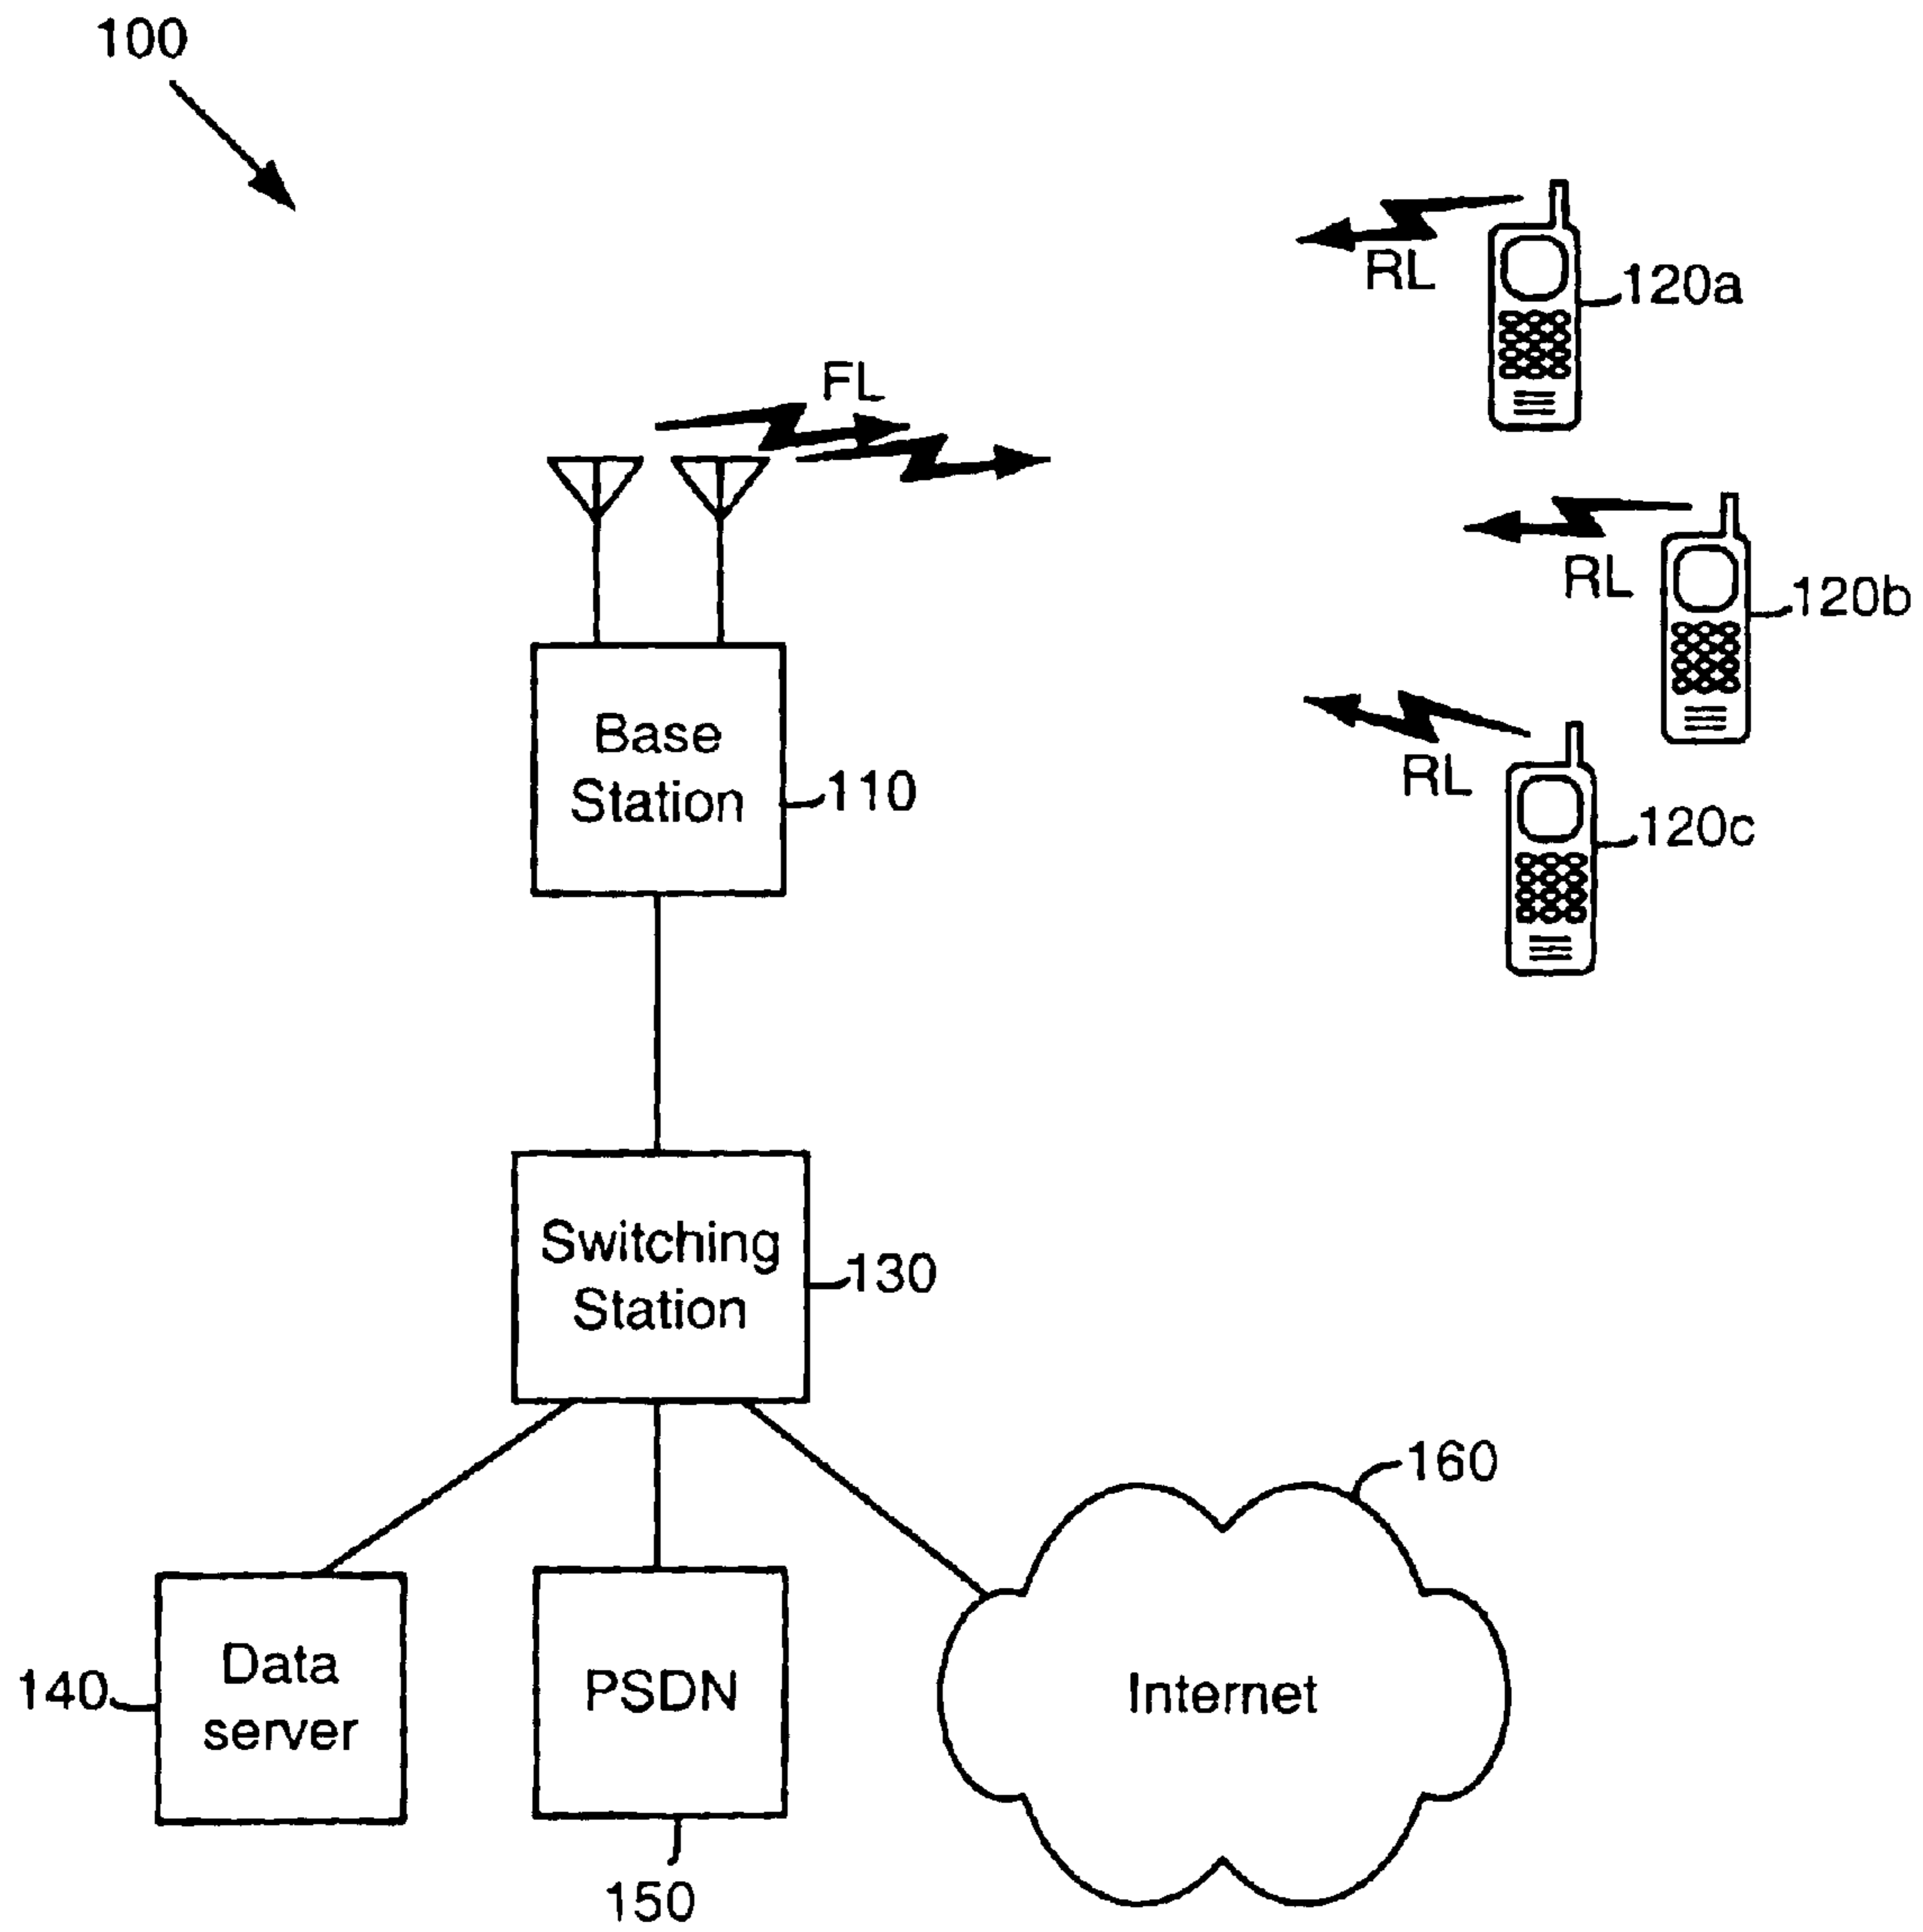 100
RL
120a
FL
RL
120b
Base
Station
110
RL
120c
Switching
Station
130
160
Data
server
140
PSDN
150
Internet